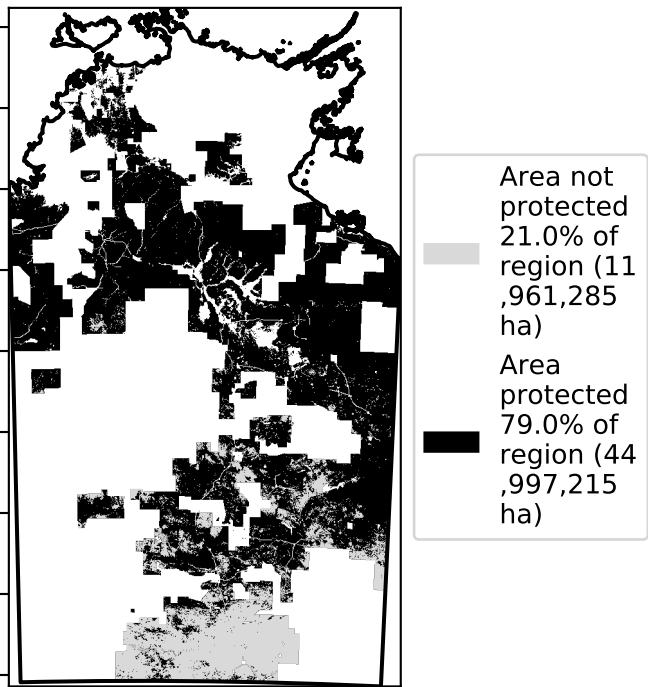 Area not
protected
21.0% of
region (11
,961,285
ha)
Area
protected
79.0% of
region (44
,997,215
ha)